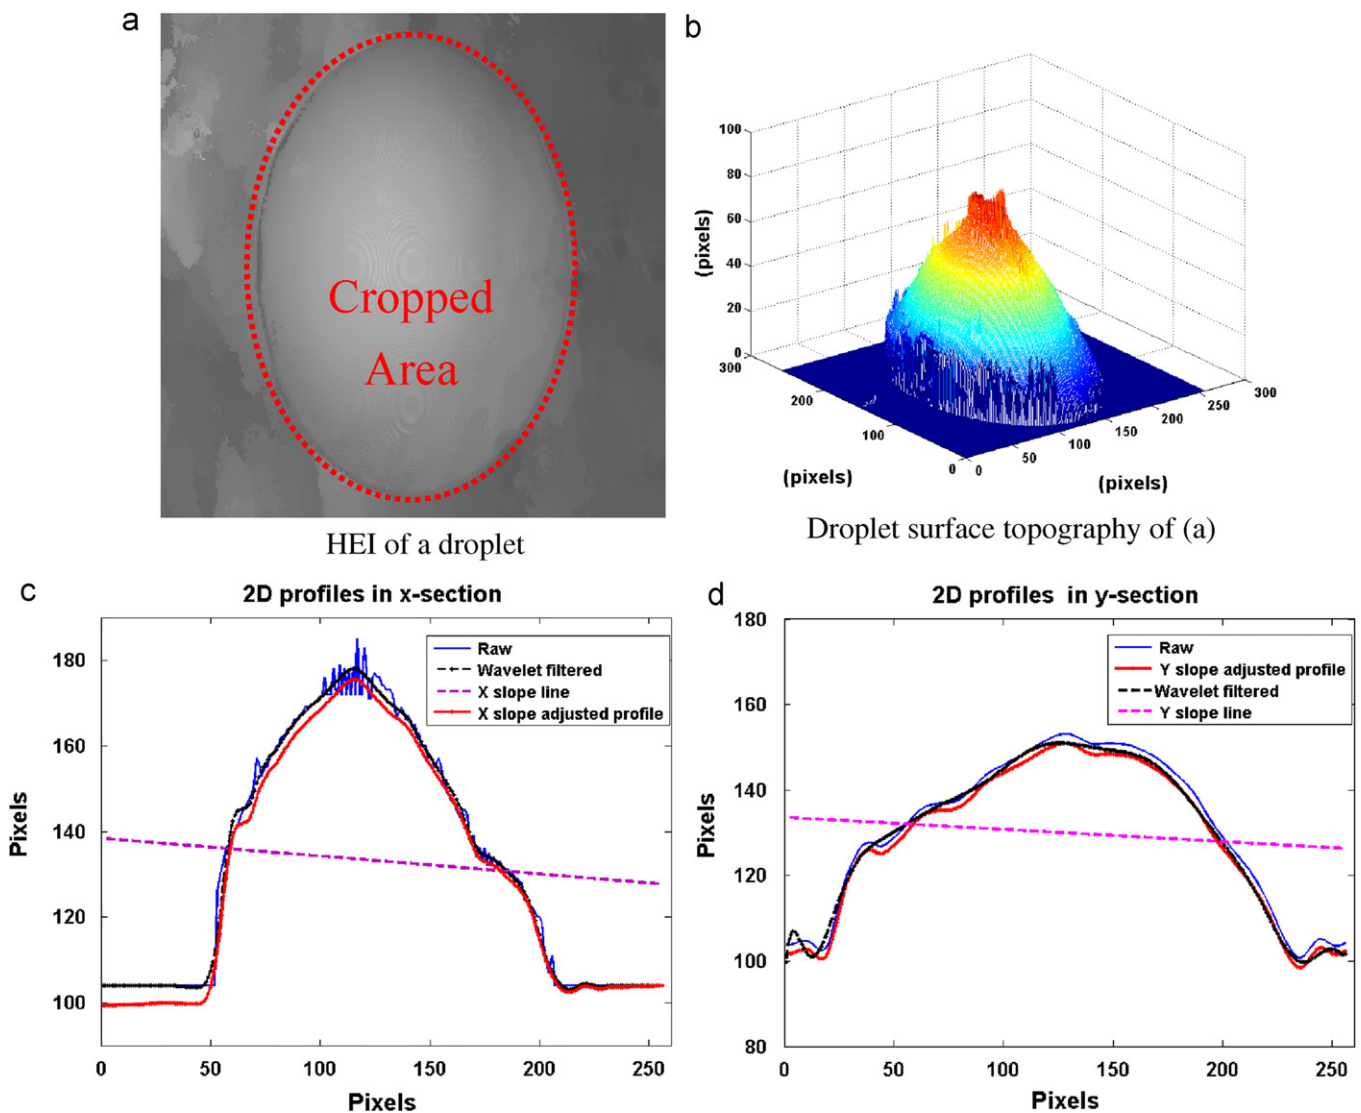 a
Cropped
Area
HEI of a droplet
b
100
80
60
40
20
0
(pixels)
300
200
100
0
(pixels)
0
50
100
150
200
250
300
(pixels)
Droplet surface topography of (a)
c
2D profiles in x-section
Raw
Wavelet filtered
X slope line
X slope adjusted profile
180
160
140
120
100
Pixels
0 50 100 150 200 250
Pixels
d
2D profiles in y-section
Raw
Y slope adjusted profile
Wavelet filtered
Y slope line
180
160
140
120
100
80
Pixels
0 50 100 150 200 250
Pixels